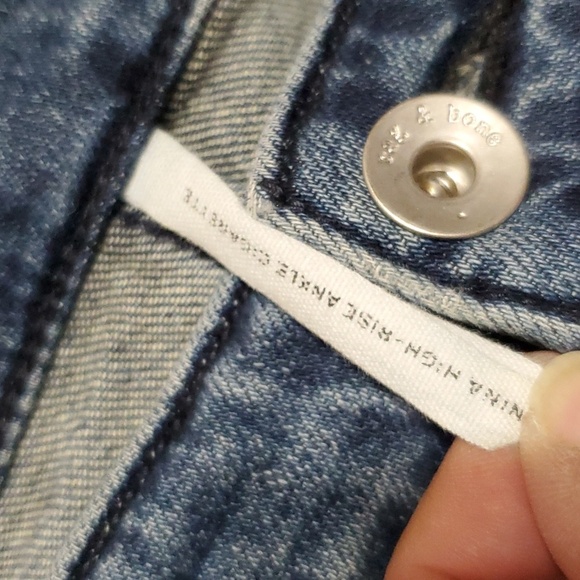 rag & bone
NINA HIGH-RISE ANKLE CIGARETTE